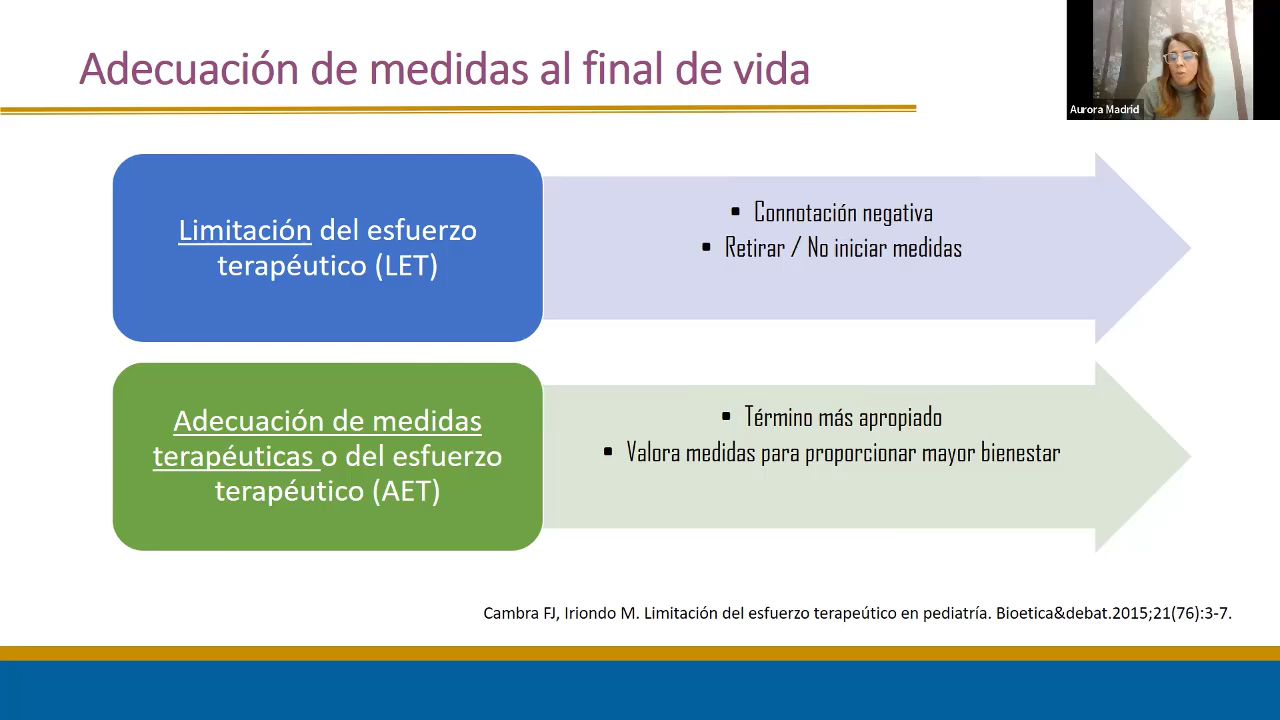 Adecuación de medidas al final de vida
Aurora Madrid
Limitación del esfuerzo
terapéutico (LET)
▪ Connotación negativa
▪ Retirar / No iniciar medidas
Adecuación de medidas
terapéuticas o del esfuerzo
terapéutico (AET)
▪ Término más apropiado
▪ Valora medidas para proporcionar mayor bienestar
Cambra FJ, Iriondo M. Limitación del esfuerzo terapeútico en pediatría. Bioetica&debat.2015;21(76):3-7.